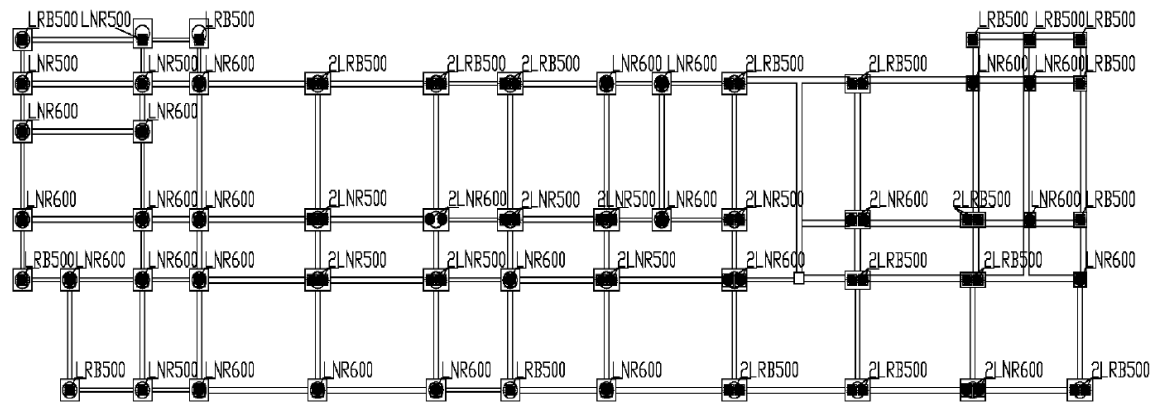 LRB500 LNR500 LRB500 LRB500 LRB500 LRB500
LNR500 LNR500 LNR600 2LRB500 2LRB500 2LRB500 LNR600 LNR600 2LRB500 2LRB500 LNR600 LNR600 LRB500
LNR600 LNR600
LNR600 LNR600 LNR600 2LNR500 2LNR600 2LNR500 2LNR500 LNR600 2LNR500 2LNR600 2LRB500 LNR600 LRB500
LRB500 LNR600 LNR600 LNR600 2LNR500 2LNR500 LNR600 2LNR500 2LNR600 2LRB500 2LRB500 LNR600
LRB500 LNR500 LNR600 LNR600 LNR600 LRB500 LNR600 2LRB500 2LRB500 2LNR600 2LRB500